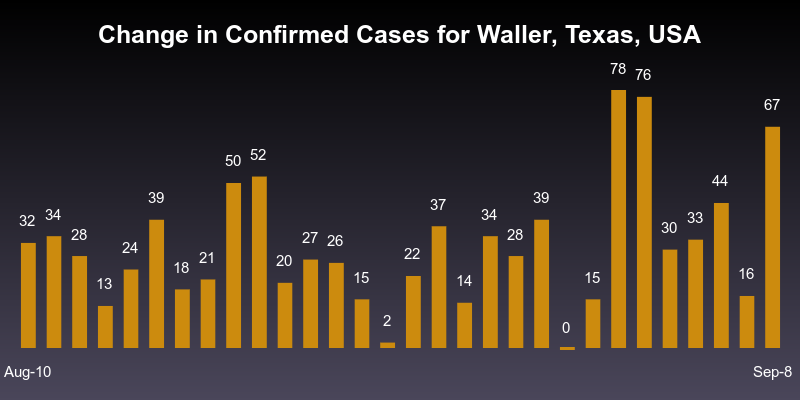 Change in Confirmed Cases for Waller, Texas, USA
32 34 28 13 24 39 18 21 50 52 20 27 26 15 2 22 37 14 34 28 39 0 15 78 76 30 33 44 16 67
Aug-10 Sep-8